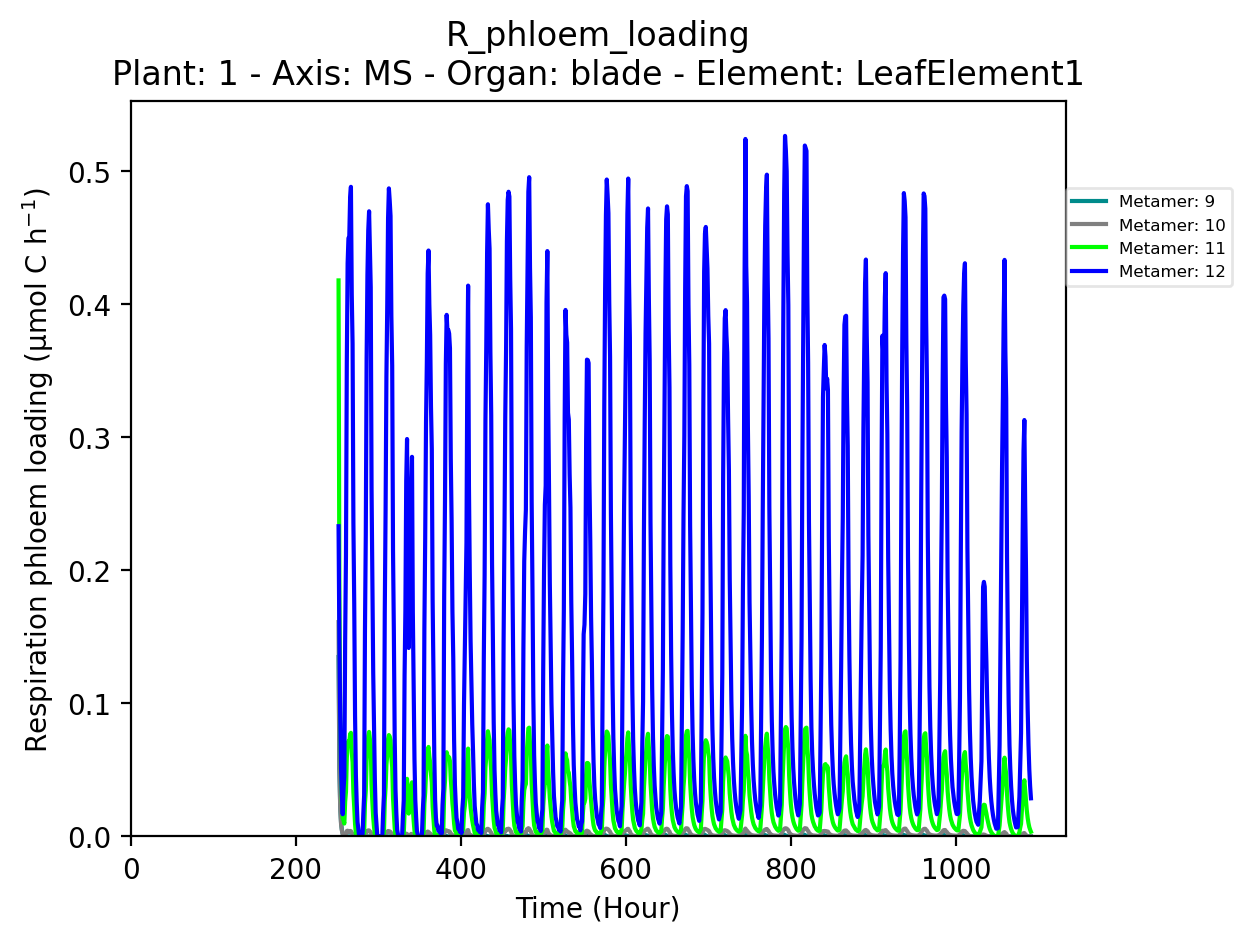 R_phloem_loading
Plant: 1 - Axis: MS - Organ: blade - Element: LeafElement1
Respiration phloem loading (µmol C h⁻¹)
0.5
0.4
0.3
0.2
0.1
0.0
0 200 400 600 800 1000
Time (Hour)
Metamer: 9
Metamer: 10
Metamer: 11
Metamer: 12